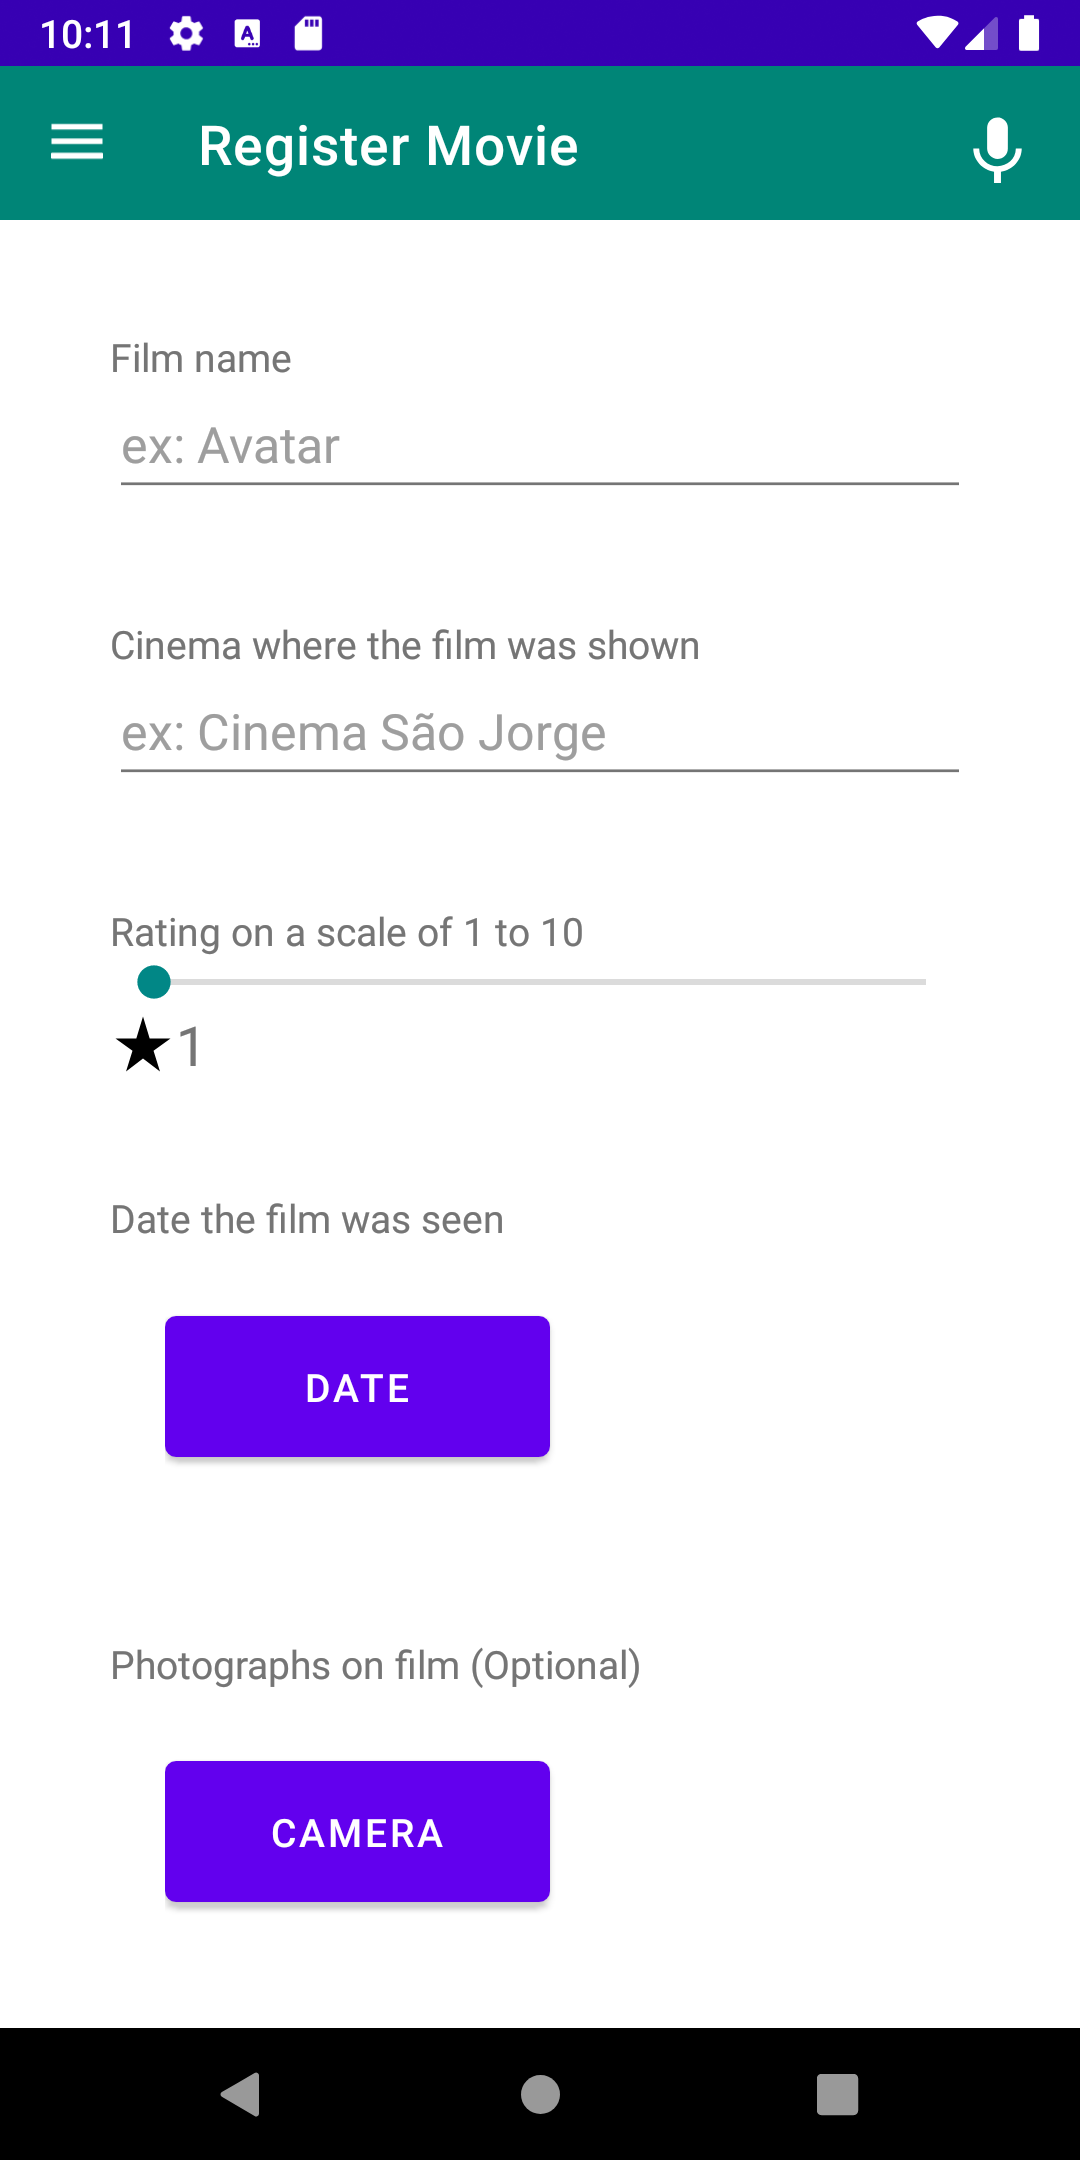 10:11
Register Movie
Film name
ex: Avatar
Cinema where the film was shown
ex: Cinema São Jorge
Rating on a scale of 1 to 10
1
Date the film was seen
DATE
Photographs on film (Optional)
CAMERA